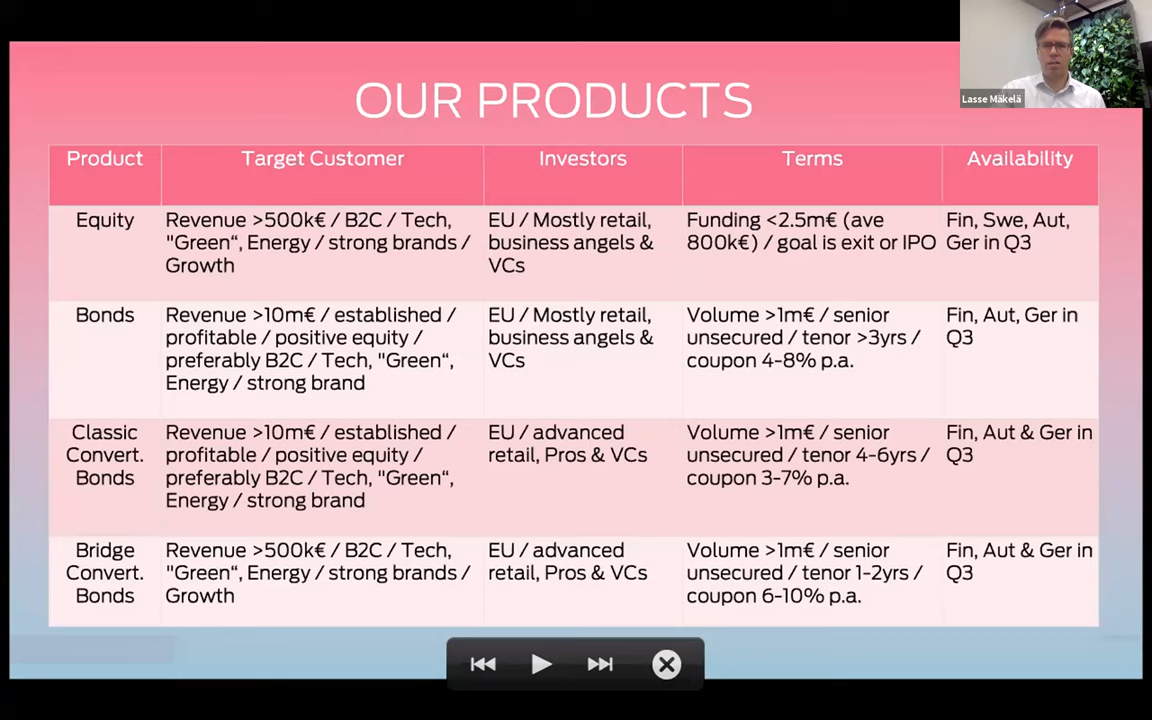 Lasse Mäkelä
OUR PRODUCTS
Product
Target Customer
Investors
Terms
Availability
Equity
Revenue >500k€ / B2C / Tech,
"Green“, Energy / strong brands /
Growth
EU / Mostly retail,
business angels &
VCs
Funding <2.5m€ (ave
800k€) / goal is exit or IPO
Fin, Swe, Aut,
Ger in Q3
Bonds
Revenue >10m€ / established /
profitable / positive equity /
preferably B2C / Tech, "Green“,
Energy / strong brand
EU / Mostly retail,
business angels &
VCs
Volume >1m€ / senior
unsecured / tenor >3yrs /
coupon 4-8% p.a.
Fin, Aut, Ger in
Q3
Classic
Convert.
Bonds
Revenue >10m€ / established /
profitable / positive equity /
preferably B2C / Tech, "Green“,
Energy / strong brand
EU / advanced
retail, Pros & VCs
Volume >1m€ / senior
unsecured / tenor 4-6yrs /
coupon 3-7% p.a.
Fin, Aut & Ger in
Q3
Bridge
Convert.
Bonds
Revenue >500k€ / B2C / Tech,
"Green“, Energy / strong brands /
Growth
EU / advanced
retail, Pros & VCs
Volume >1m€ / senior
unsecured / tenor 1-2yrs /
coupon 6-10% p.a.
Fin, Aut & Ger in
Q3